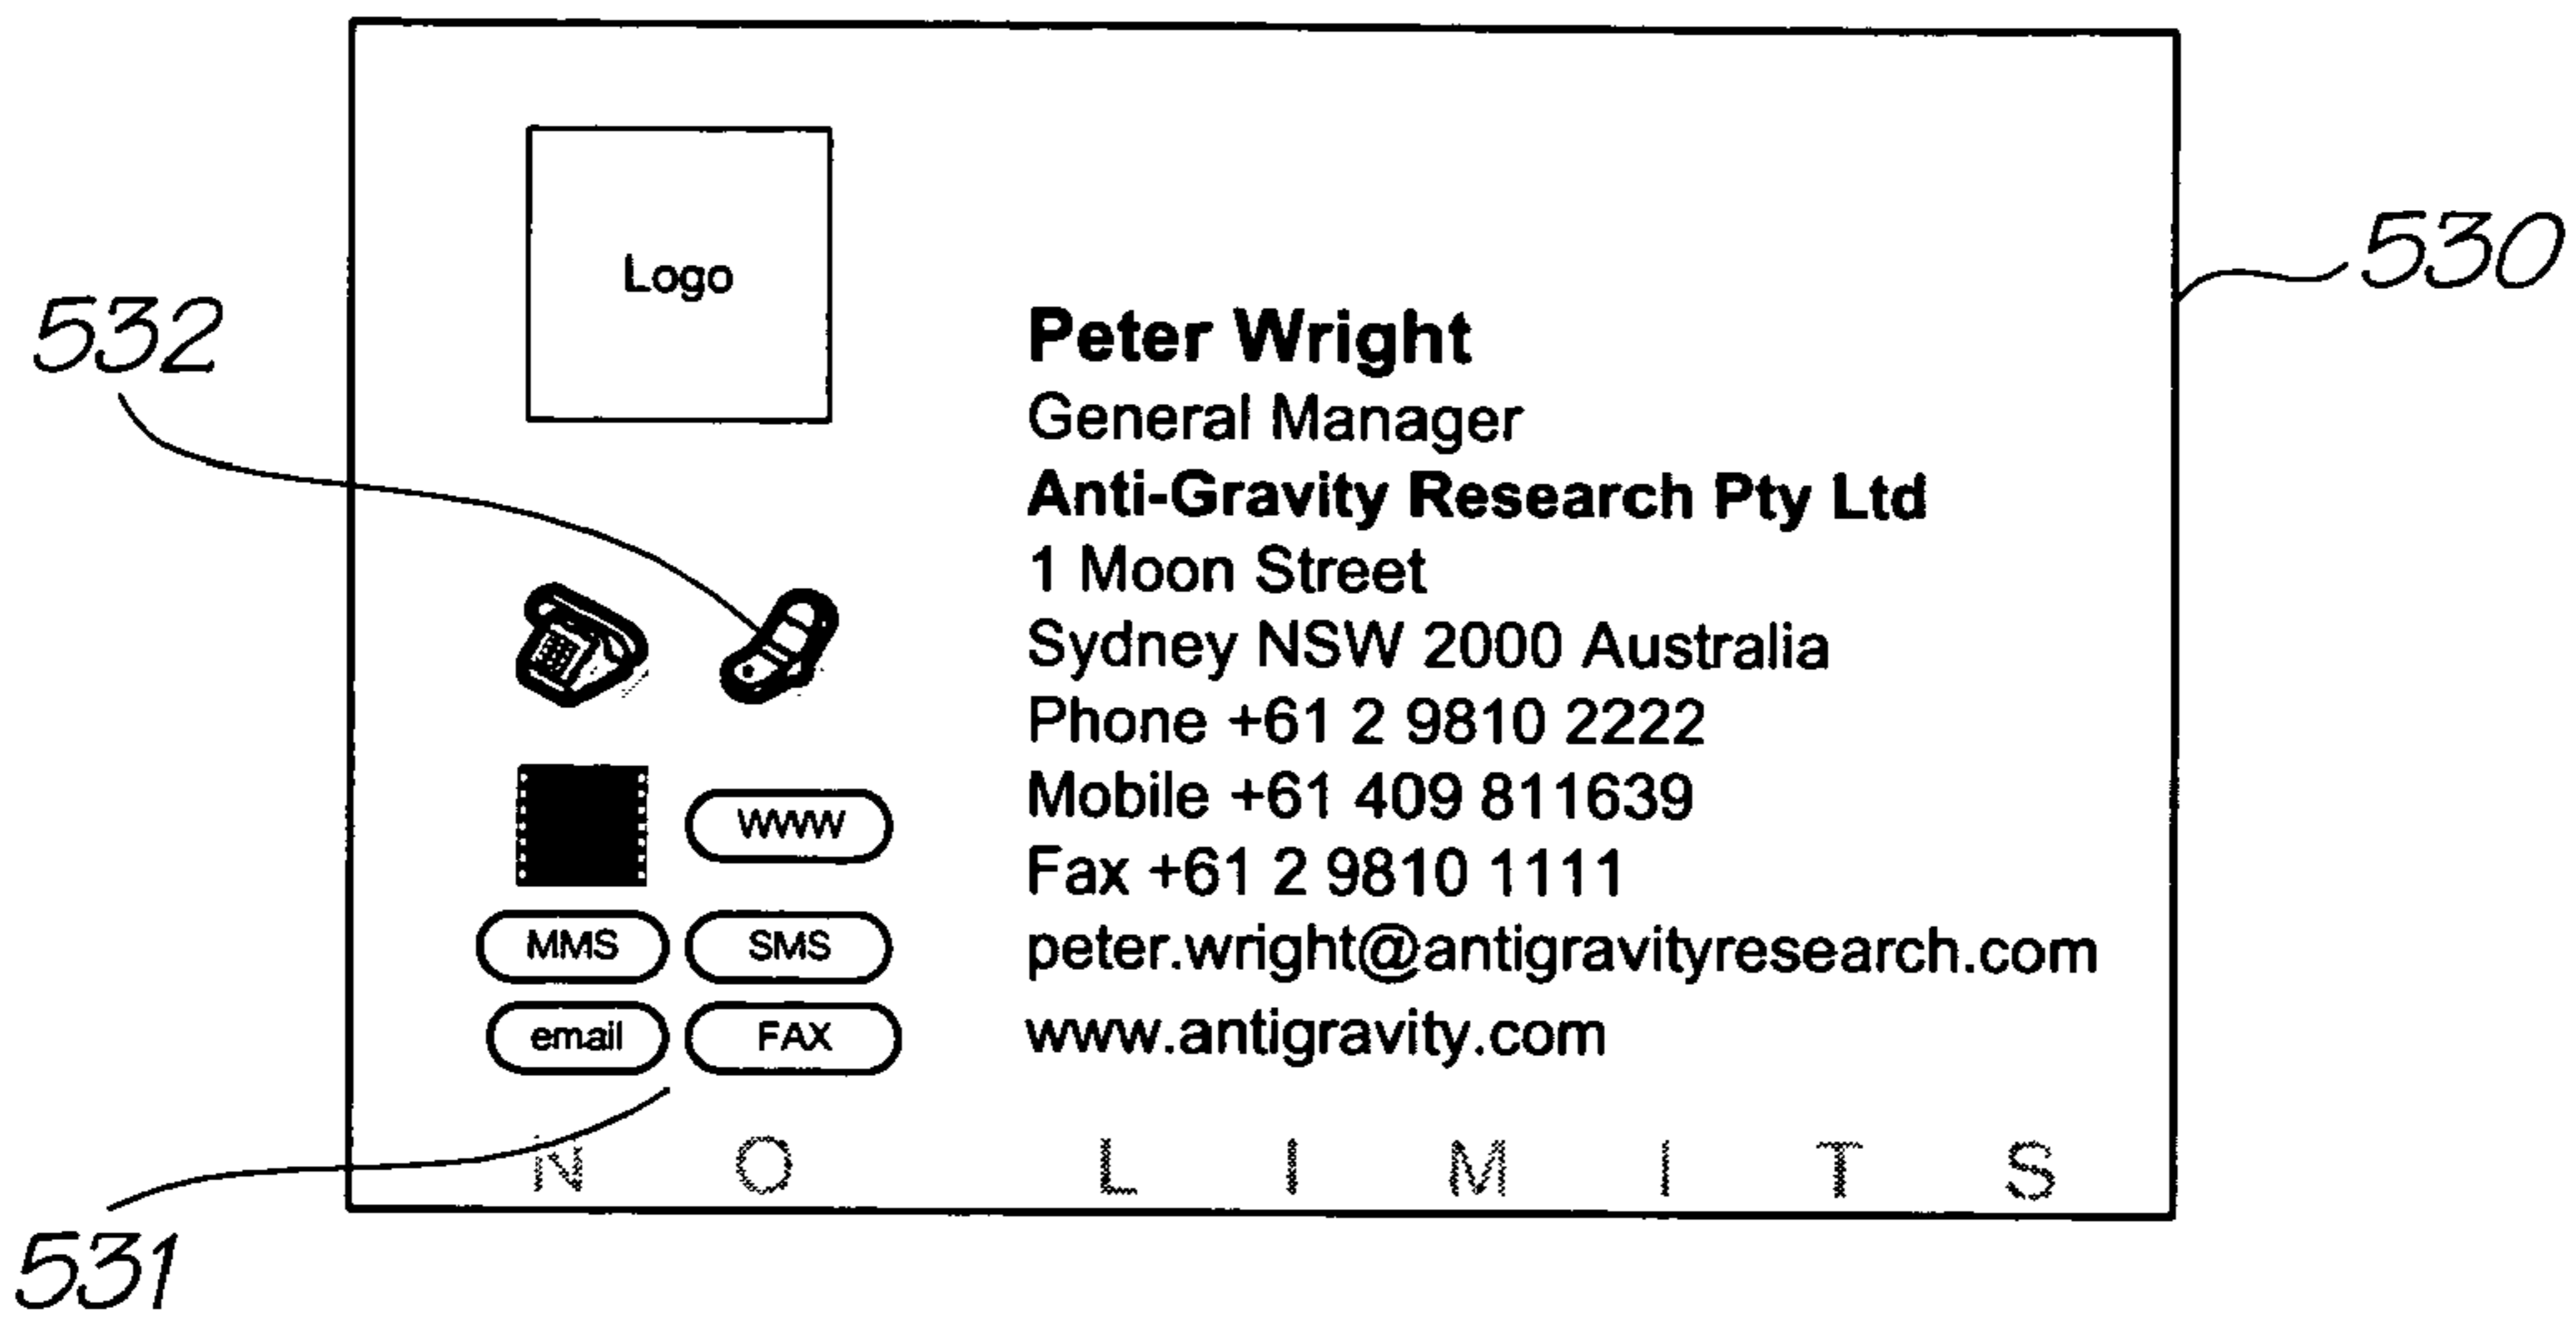 530
Logo
532
Peter Wright
General Manager
Anti-Gravity Research Pty Ltd
1 Moon Street
Sydney NSW 2000 Australia
Phone +61 2 9810 2222
Mobile +61 409 811639
Fax +61 2 9810 1111
peter.wright@antigravityresearch.com
www.antigravity.com
WWW
MMS SMS
email FAX
NO LIMITS
531